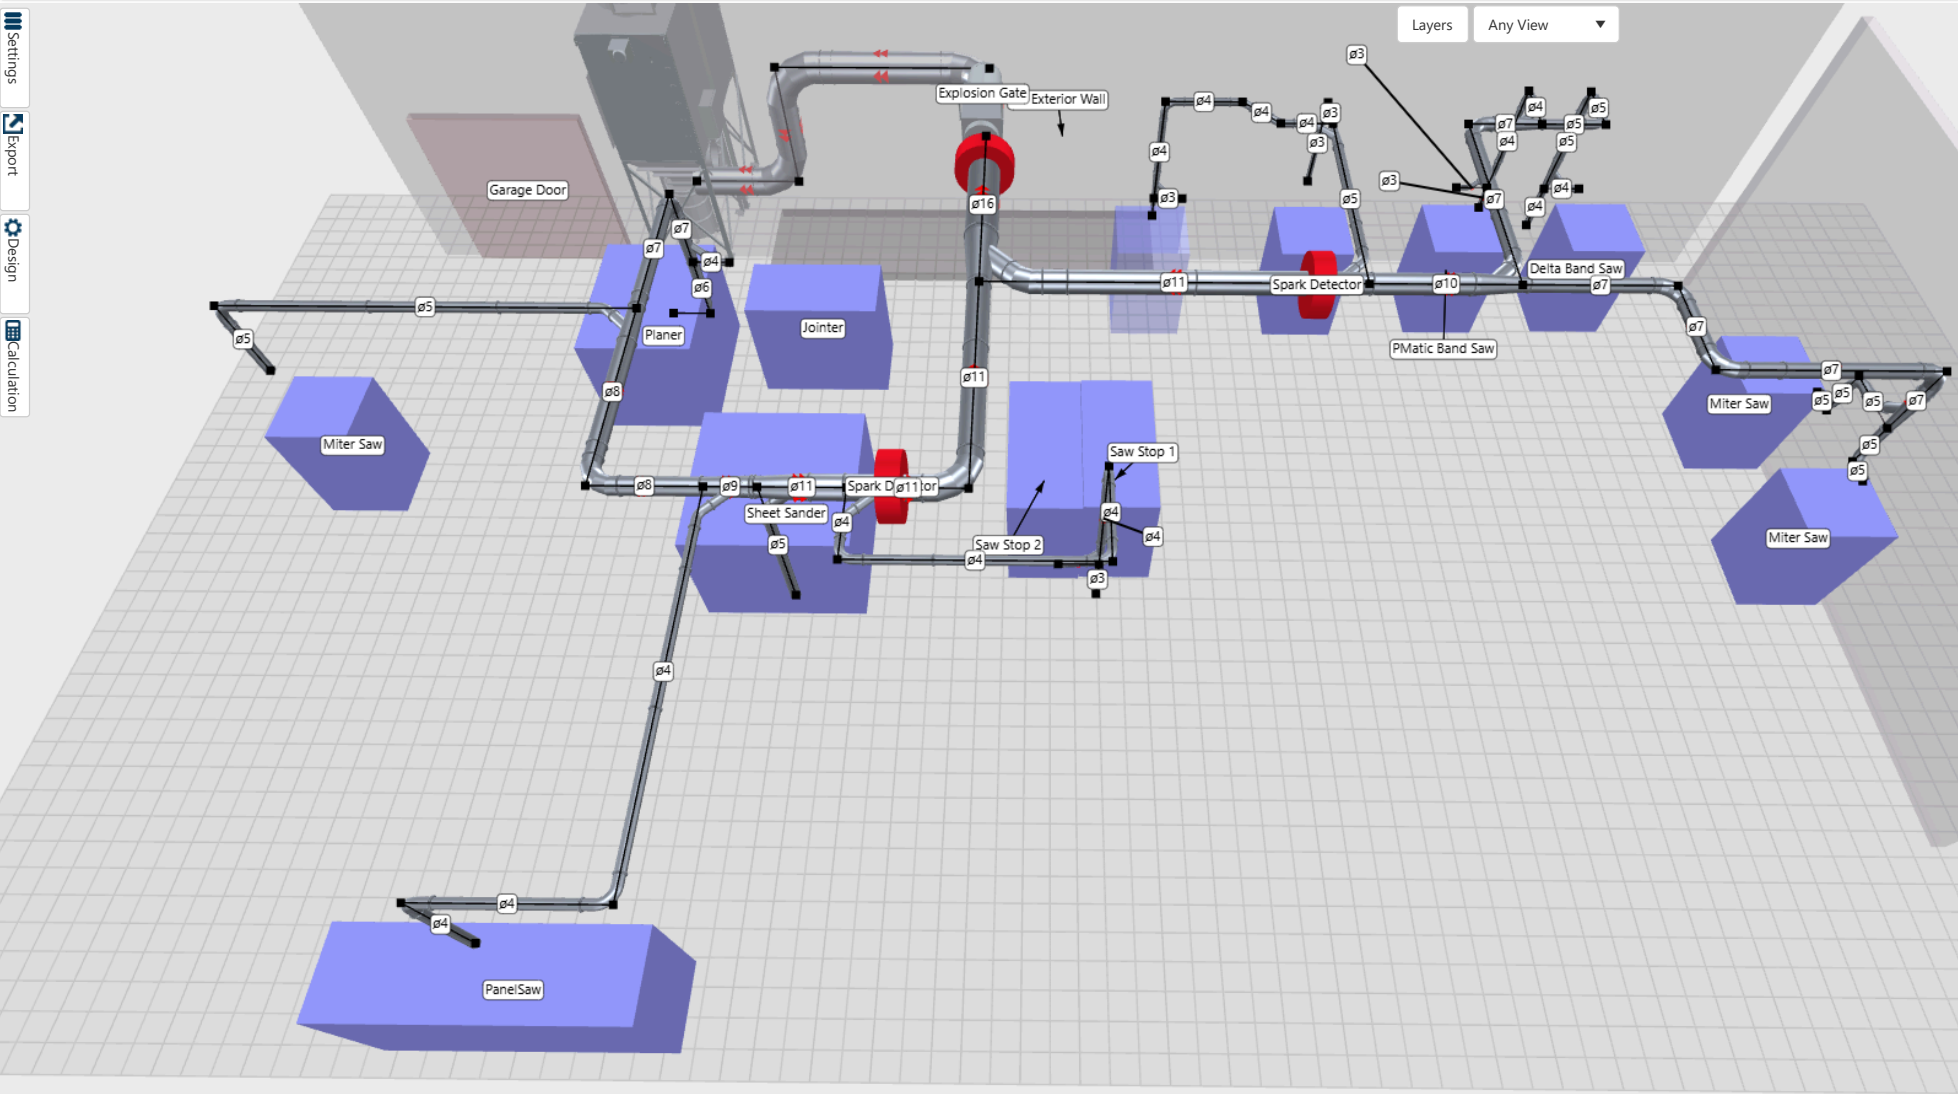 Layers
Any View
Settings
Export
Design
Calculation
ø3
Explosion Gate
Exterior Wall
ø4
ø4
ø4
ø3
ø3
ø4
ø3
ø5
ø7
ø4
ø5
ø5
ø4
ø5
ø3
ø7
ø4
ø4
Garage Door
ø16
ø7
ø7
ø4
ø6
ø11
Spark Detector
ø10
Delta Band Saw
ø7
ø5
ø5
Planer
Jointer
PMatic Band Saw
ø7
ø8
ø11
ø7
Miter Saw
ø5
ø5
ø5
ø7
Miter Saw
ø5
ø5
Miter Saw
Saw Stop 1
ø8
ø9
ø11
Spark D
ø11
tor
Sheet Sander
ø4
ø5
ø4
ø4
Saw Stop 2
ø4
ø3
ø4
ø4
ø4
PanelSaw